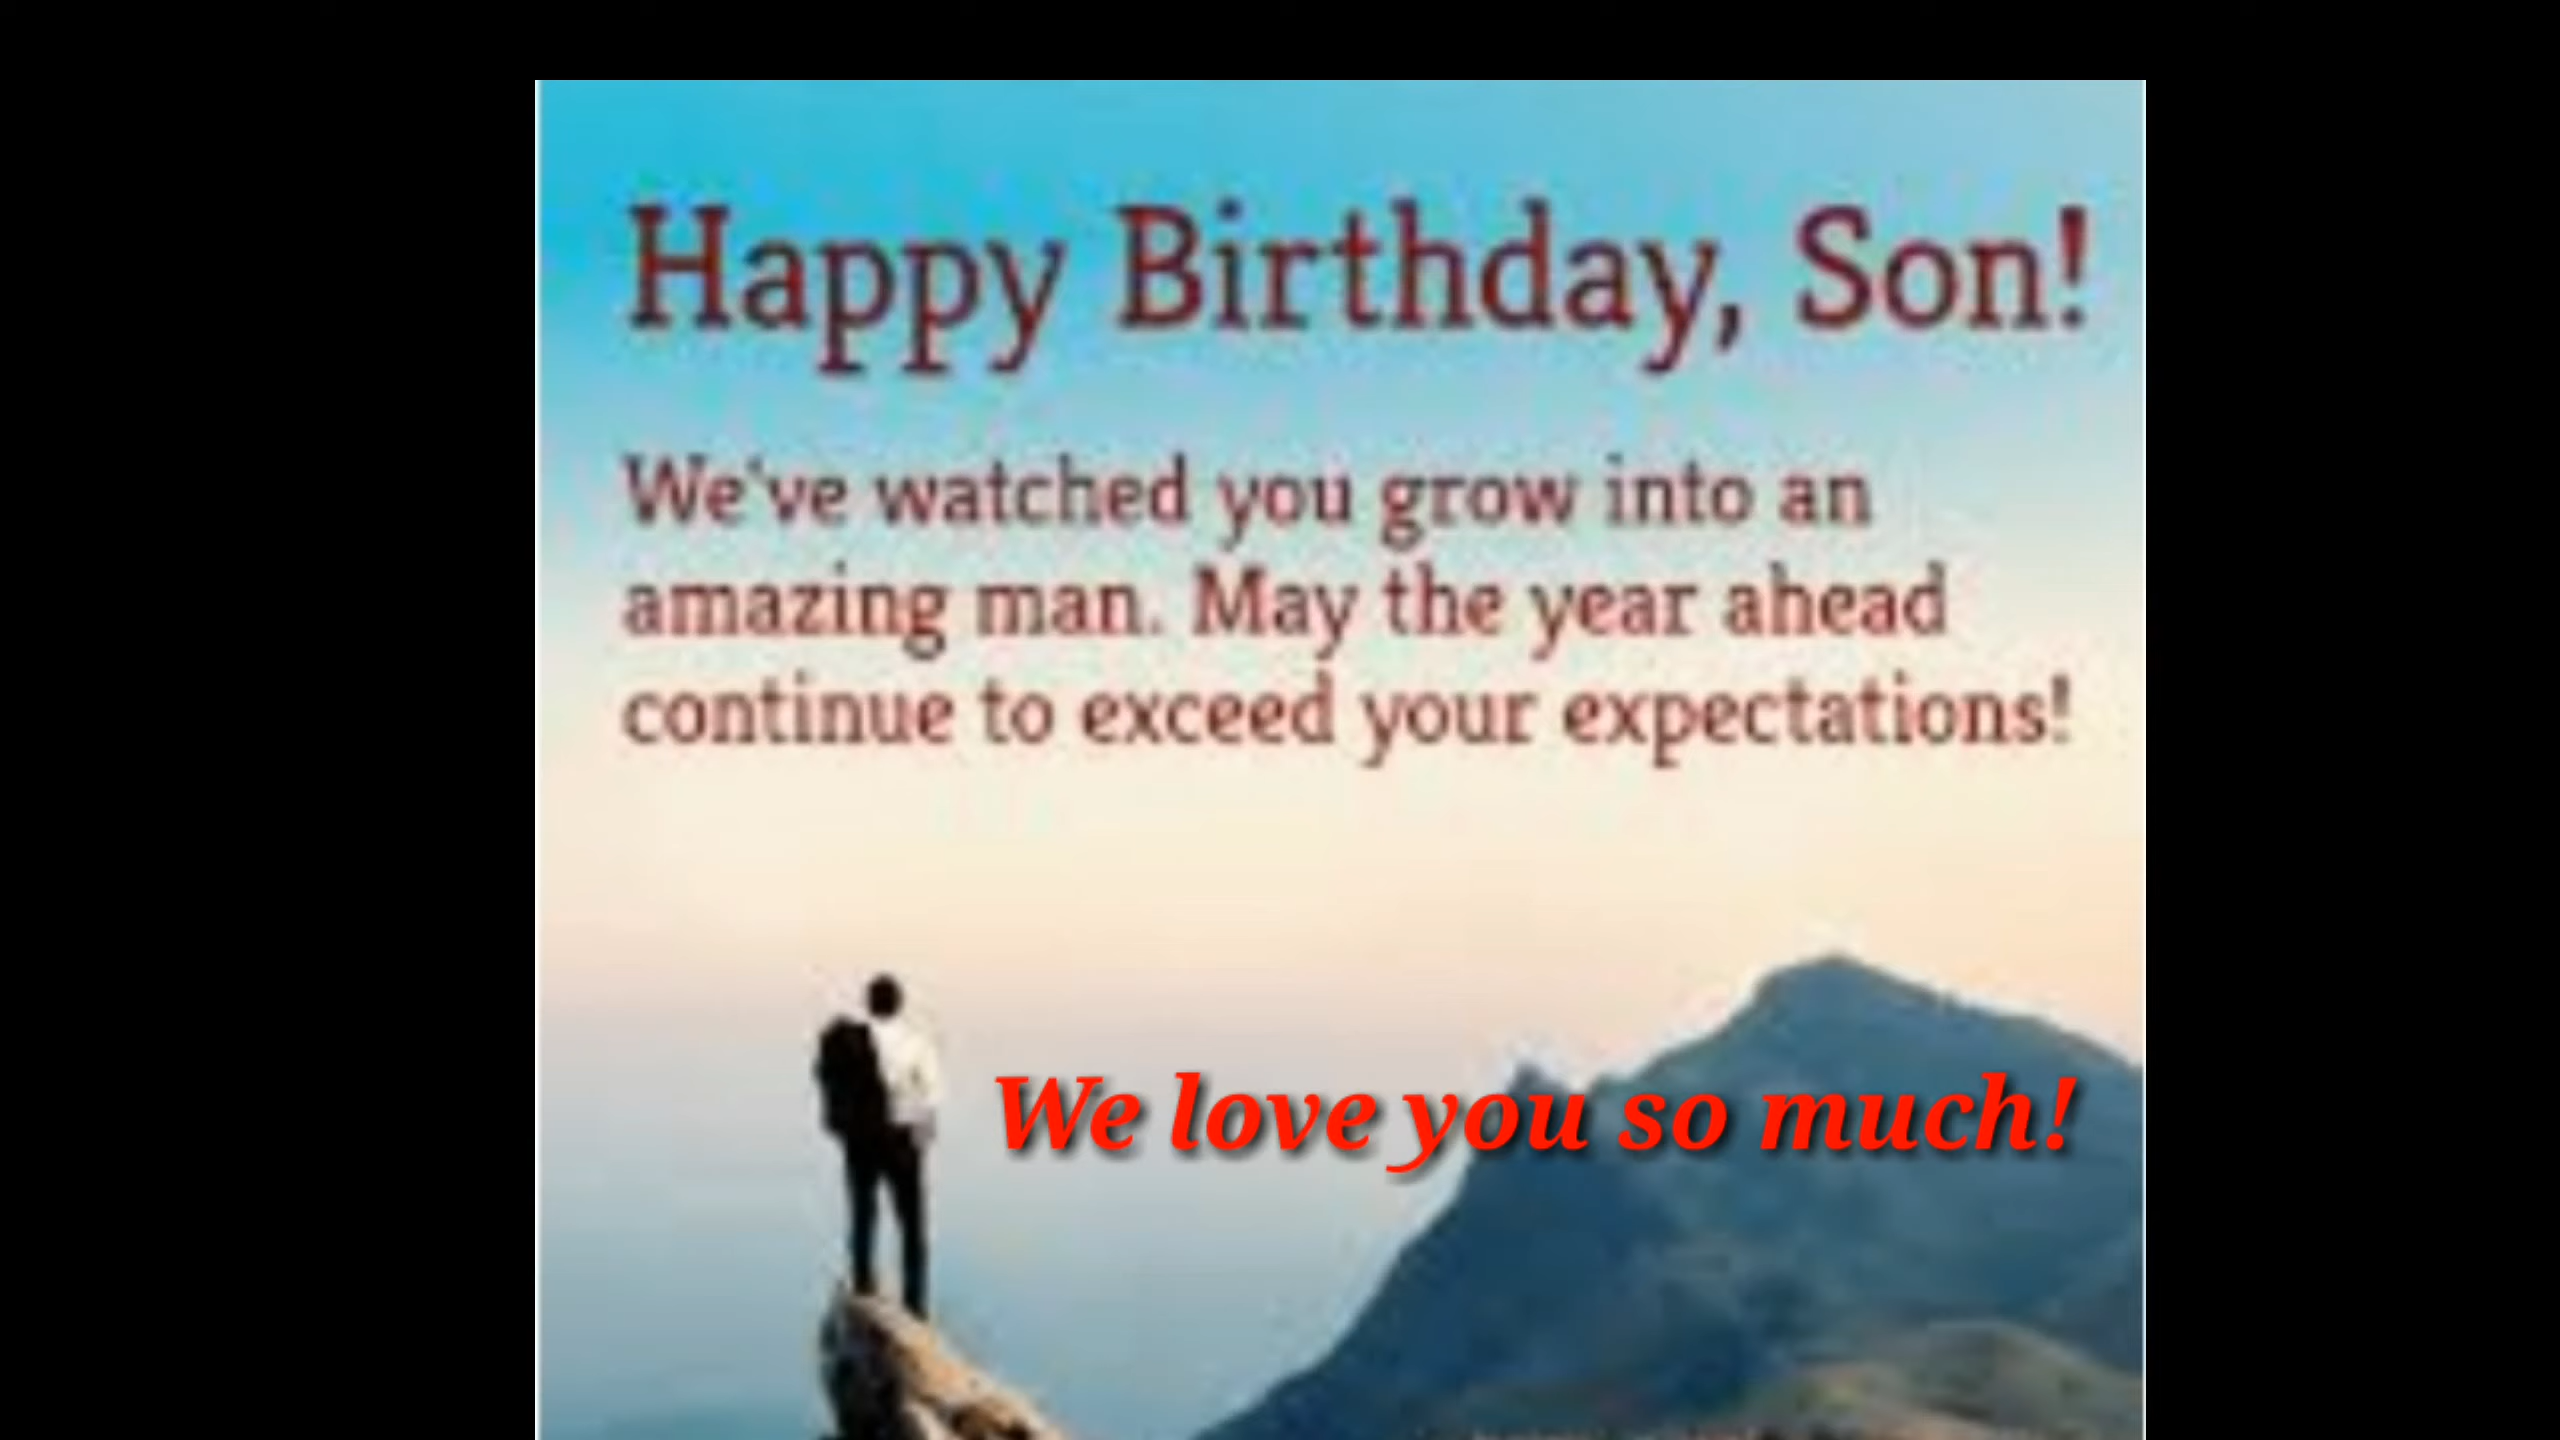 Happy Birthday, Son!
We've watched you grow into an
amazing man. May the year ahead
continue to exceed your expectations!
We love you so much!